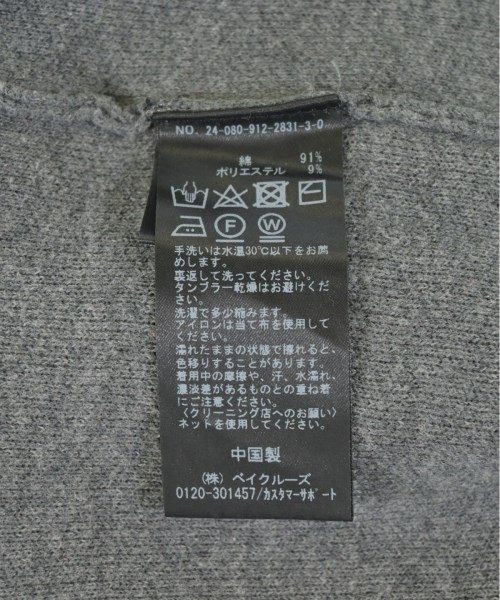 NO. 24-080-912-2831-3-0
綿 91%
ポリエステル 9%
F W
手洗いは水温30℃以下をお薦
めします。
裏返して洗ってください。
タンブラー乾燥はお避けくだ
さい。
洗濯で多少縮みます。
アイロンは当て布を使用して
ください。
濡れたままの状態で擦れると、
色移りすることがあります。
着用中の摩擦や、汗、水濡れ、
濃淡差があるものとの重ね着
にご注意ください。
〈クリーニング店へのお願い〉
ネットを使用してください。
中国製
(株) ベイクルーズ
0120-301457/カスタマーサポート